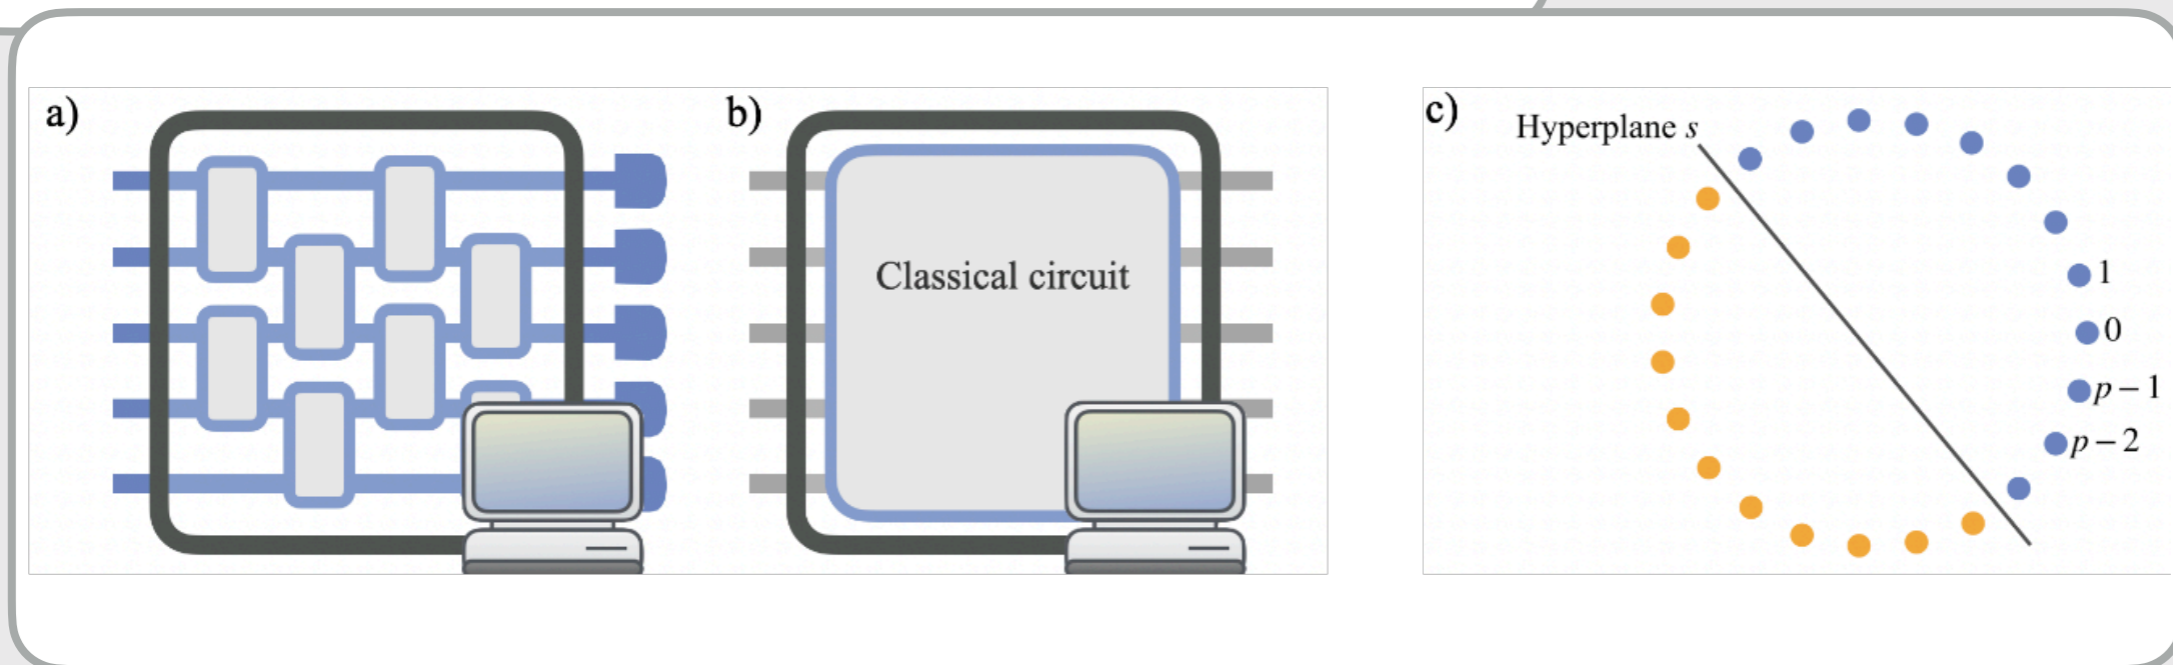 a)
b)
Classical circuit
c)
Hyperplane s
1
0
p – 1
p – 2